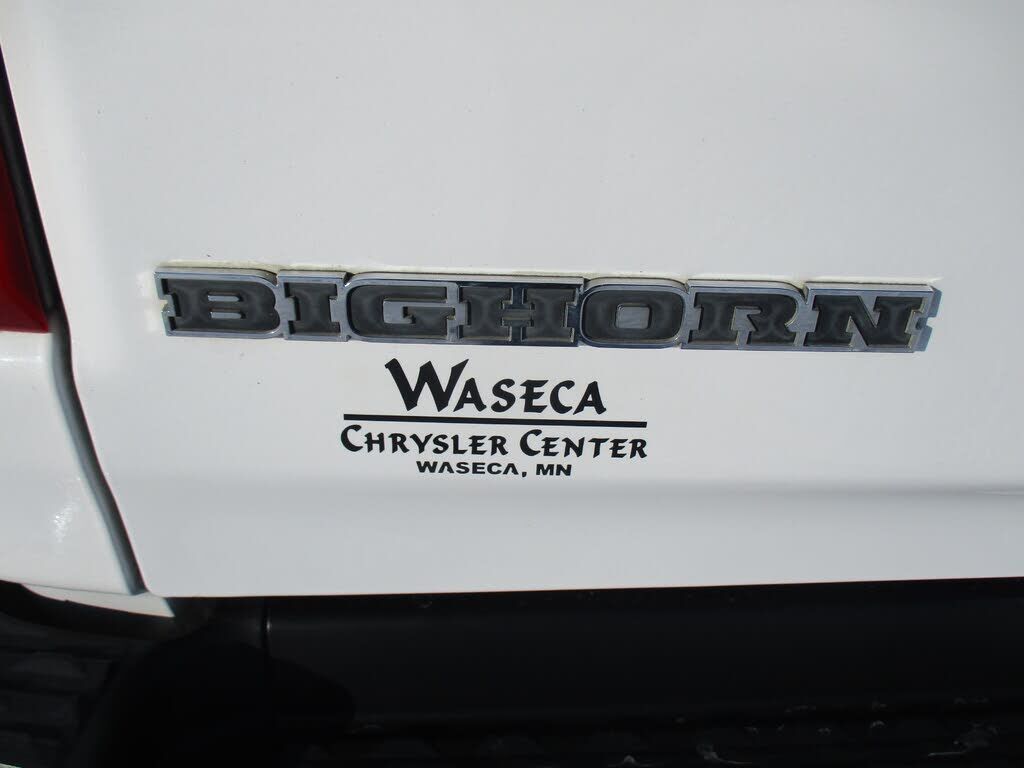 BIGHORN
WASECA
CHRYSLER CENTER
WASECA, MN